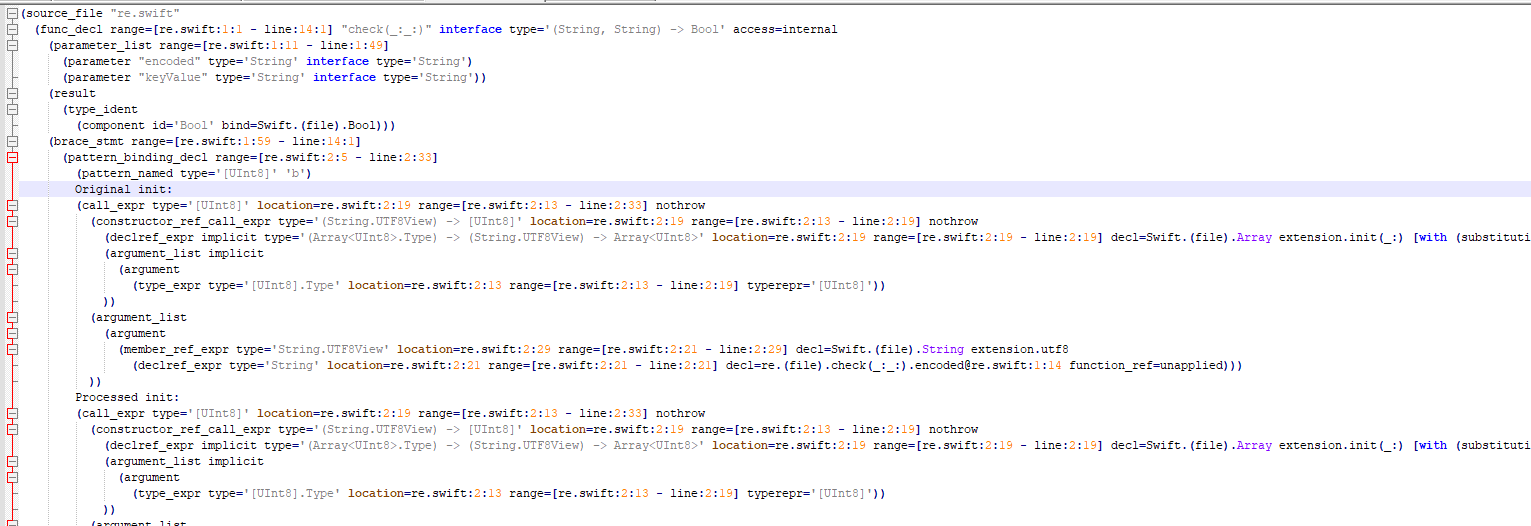 (source_file "re.swift"
(func_decl range=[re.swift:1:1 - line:14:1] "check(_:_:)" interface type='(String, String) -> Bool' access=internal
(parameter_list range=[re.swift:1:11 - line:1:49]
(parameter "encoded" type='String' interface type='String')
(parameter "keyValue" type='String' interface type='String'))
(result
(type_ident
(component id='Bool' bind=Swift.(file).Bool)))
(brace_stmt range=[re.swift:1:59 - line:14:1]
(pattern_binding_decl range=[re.swift:2:5 - line:2:33]
(pattern_named type='[UInt8]' 'b')
Original init:
(call_expr type='[UInt8]' location=re.swift:2:19 range=[re.swift:2:13 - line:2:33] nothrow
(constructor_ref_call_expr type='(String.UTF8View) -> [UInt8]' location=re.swift:2:19 range=[re.swift:2:13 - line:2:19] nothrow
(declref_expr implicit type='(Array<UInt8>.Type) -> (String.UTF8View) -> Array<UInt8>' location=re.swift:2:19 range=[re.swift:2:19 - line:2:19] decl=Swift.(file).Array extension.init(_:) [with (substituti
(argument_list implicit
(argument
(type_expr type='[UInt8].Type' location=re.swift:2:13 range=[re.swift:2:13 - line:2:19] typerepr='[UInt8]'))
))
(argument_list
(argument
(member_ref_expr type='String.UTF8View' location=re.swift:2:29 range=[re.swift:2:21 - line:2:29] decl=Swift.(file).String extension.utf8
(declref_expr type='String' location=re.swift:2:21 range=[re.swift:2:21 - line:2:21] decl=re.(file).check(_:_:).encoded@re.swift:1:14 function_ref=unapplied)))
))
Processed init:
(call_expr type='[UInt8]' location=re.swift:2:19 range=[re.swift:2:13 - line:2:33] nothrow
(constructor_ref_call_expr type='(String.UTF8View) -> [UInt8]' location=re.swift:2:19 range=[re.swift:2:13 - line:2:19] nothrow
(declref_expr implicit type='(Array<UInt8>.Type) -> (String.UTF8View) -> Array<UInt8>' location=re.swift:2:19 range=[re.swift:2:19 - line:2:19] decl=Swift.(file).Array extension.init(_:) [with (substituti
(argument_list implicit
(argument
(type_expr type='[UInt8].Type' location=re.swift:2:13 range=[re.swift:2:13 - line:2:19] typerepr='[UInt8]'))
))
(argument_list